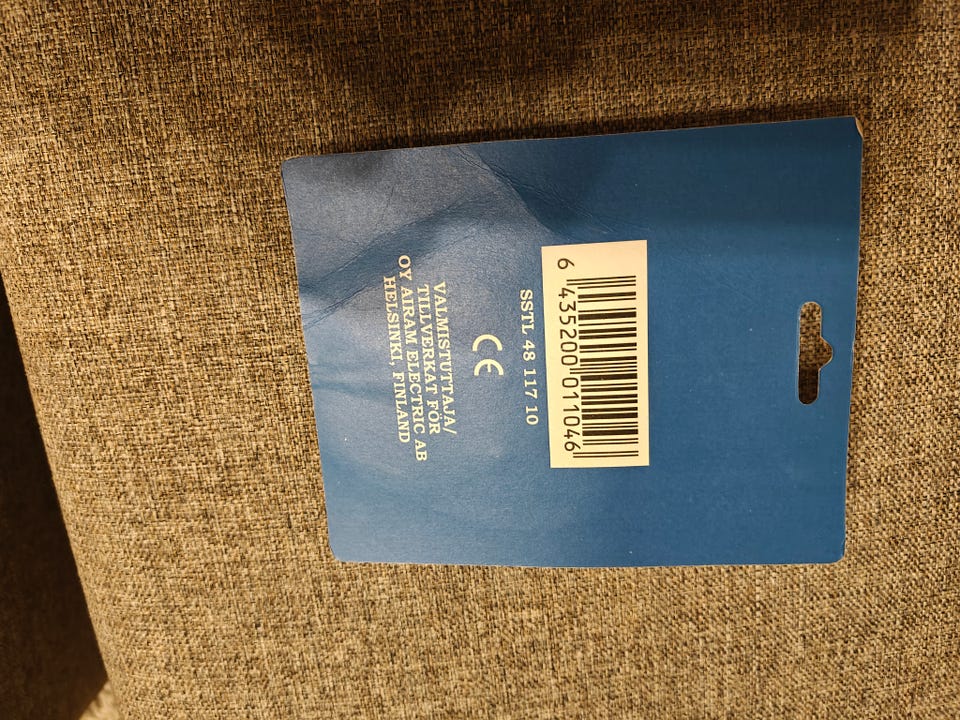 6 435200 011046
SSTL 48 117 10
CE
VALMISTUTTAJA/
TILLVERKAT FÖR
OY AIRAM ELECTRIC AB
HELSINKI, FINLAND